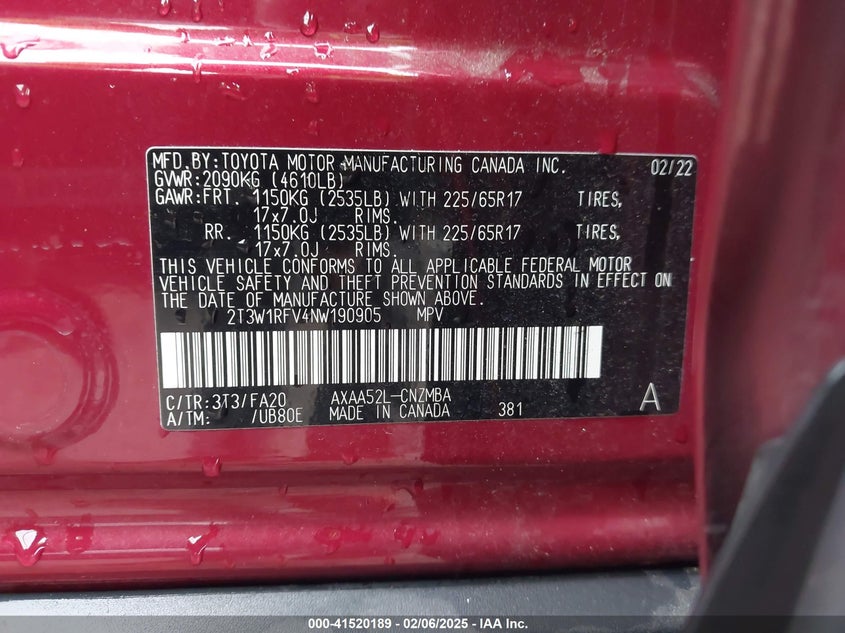 MFD.BY:TOYOTA MOTOR MANUFACTURING CANADA INC. 02/22
GVWR:2090KG (4610LB)
GAWR:FRT. 1150KG (2535LB) WITH 225/65R17 TIRES,
17x7.0J RIMS.
RR. 1150KG (2535LB) WITH 225/65R17 TIRES,
17x7.0J RIMS.
THIS VEHICLE CONFORMS TO ALL APPLICABLE FEDERAL MOTOR
VEHICLE SAFETY AND THEFT PREVENTION STANDARDS IN EFFECT ON
THE DATE OF MANUFACTURE SHOWN ABOVE.
2T3W1RFV4NW190905 MPV
C/TR:3T3/FA20 AXAA52L-CNZMBA
A/TM: /UB80E MADE IN CANADA 381 A
000-41520189 - 02/06/2025 - IAA Inc.